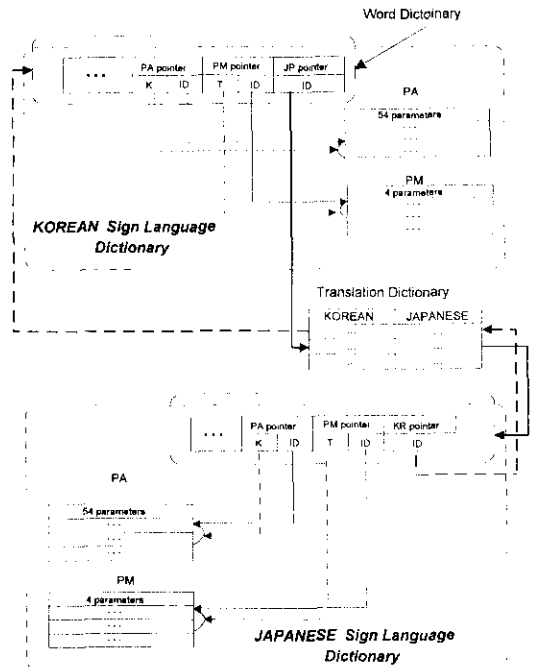 Word Dictoinary
PA pointer PM pointer JP pointer
K ID T ID ID
PA
54 parameters
PM
4 parameters
KOREAN Sign Language
Dictionary
Translation Dictionary
KOREAN JAPANESE
PA pointer PM pointer KR pointer
K ID T ID ID
PA
54 parameters
PM
4 parameters
JAPANESE Sign Language
Dictionary